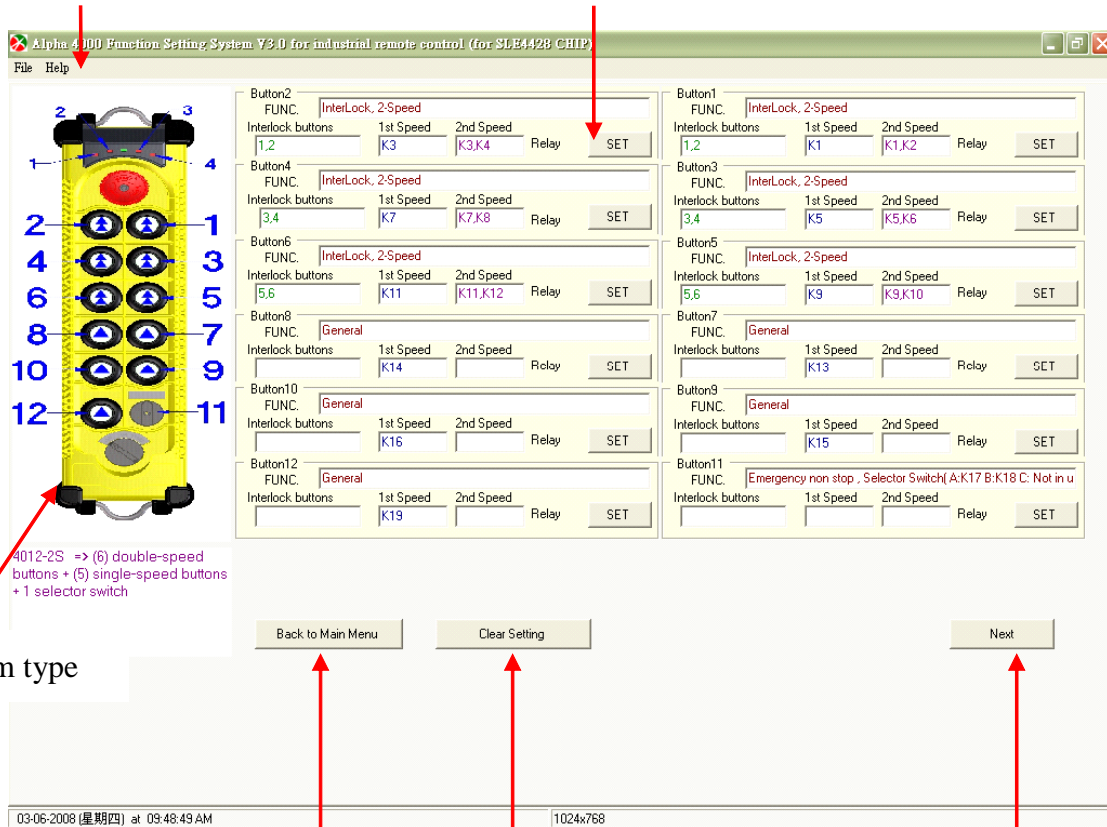 Alpha 4000 Function Setting System V3.0 for industrial remote control (for SLE4428 CHIP)
File Help
2 3
1 4
2 1
4 3
6 5
8 7
10 9
12 11
4012-2S => (6) double-speed
buttons + (5) single-speed buttons
+ 1 selector switch
type
Button2
FUNC. InterLock, 2-Speed
Interlock buttons 1st Speed 2nd Speed
1,2 K3 K3,K4 Relay SET
Button1
FUNC. InterLock, 2-Speed
Interlock buttons 1st Speed 2nd Speed
1,2 K1 K1,K2 Relay SET
Button4
FUNC. InterLock, 2-Speed
Interlock buttons 1st Speed 2nd Speed
3,4 K7 K7,K8 Relay SET
Button3
FUNC. InterLock, 2-Speed
Interlock buttons 1st Speed 2nd Speed
3,4 K5 K5,K6 Relay SET
Button6
FUNC. InterLock, 2-Speed
Interlock buttons 1st Speed 2nd Speed
5,6 K11 K11,K12 Relay SET
Button5
FUNC. InterLock, 2-Speed
Interlock buttons 1st Speed 2nd Speed
5,6 K9 K9,K10 Relay SET
Button8
FUNC. General
Interlock buttons 1st Speed 2nd Speed
K14 Relay SET
Button7
FUNC. General
Interlock buttons 1st Speed 2nd Speed
K13 Relay SET
Button10
FUNC. General
Interlock buttons 1st Speed 2nd Speed
K16 Relay SET
Button9
FUNC. General
Interlock buttons 1st Speed 2nd Speed
K15 Relay SET
Button12
FUNC. General
Interlock buttons 1st Speed 2nd Speed
K19 Relay SET
Button11
FUNC. Emergency non stop , Selector Switch( A:K17 B:K18 C: Not in u
Interlock buttons 1st Speed 2nd Speed
Relay SET
Back to Main Menu Clear Setting Next
03-06-2008 (星期四) at 09:48:49 AM 1024x768